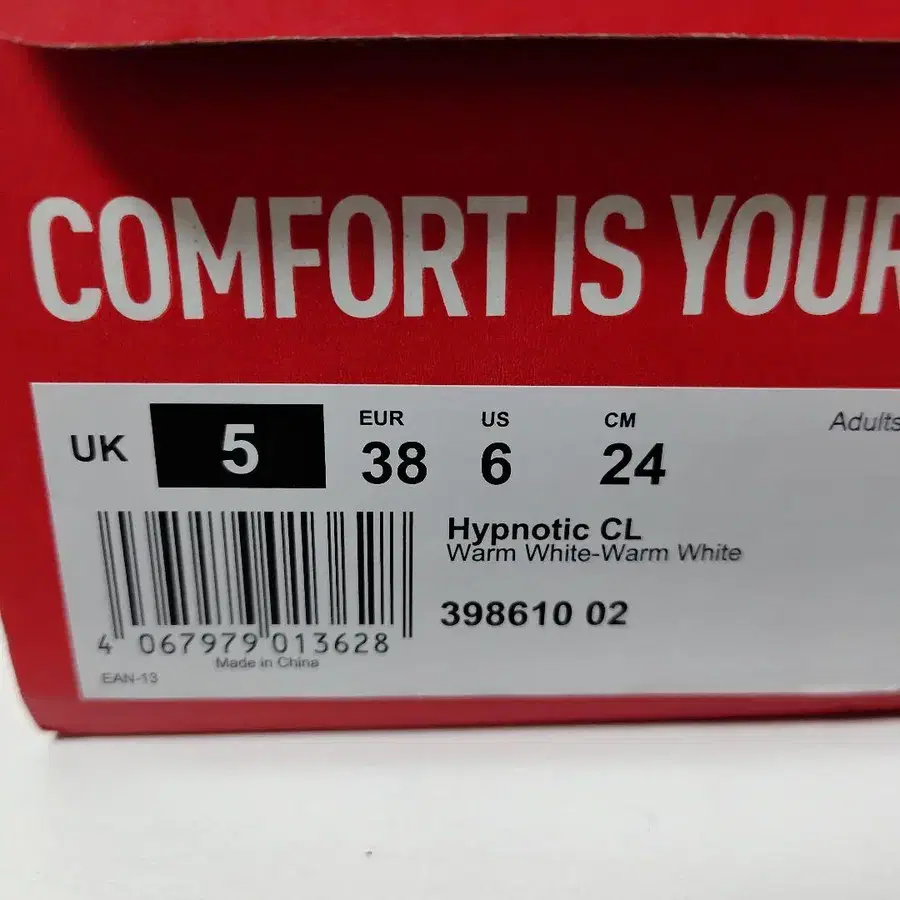 COMFORT IS YOUR
UK 5
EUR 38
US 6
CM 24
Adults
Hypnotic CL
Warm White-Warm White
398610 02
4 067979 013628
Made in China
EAN-13